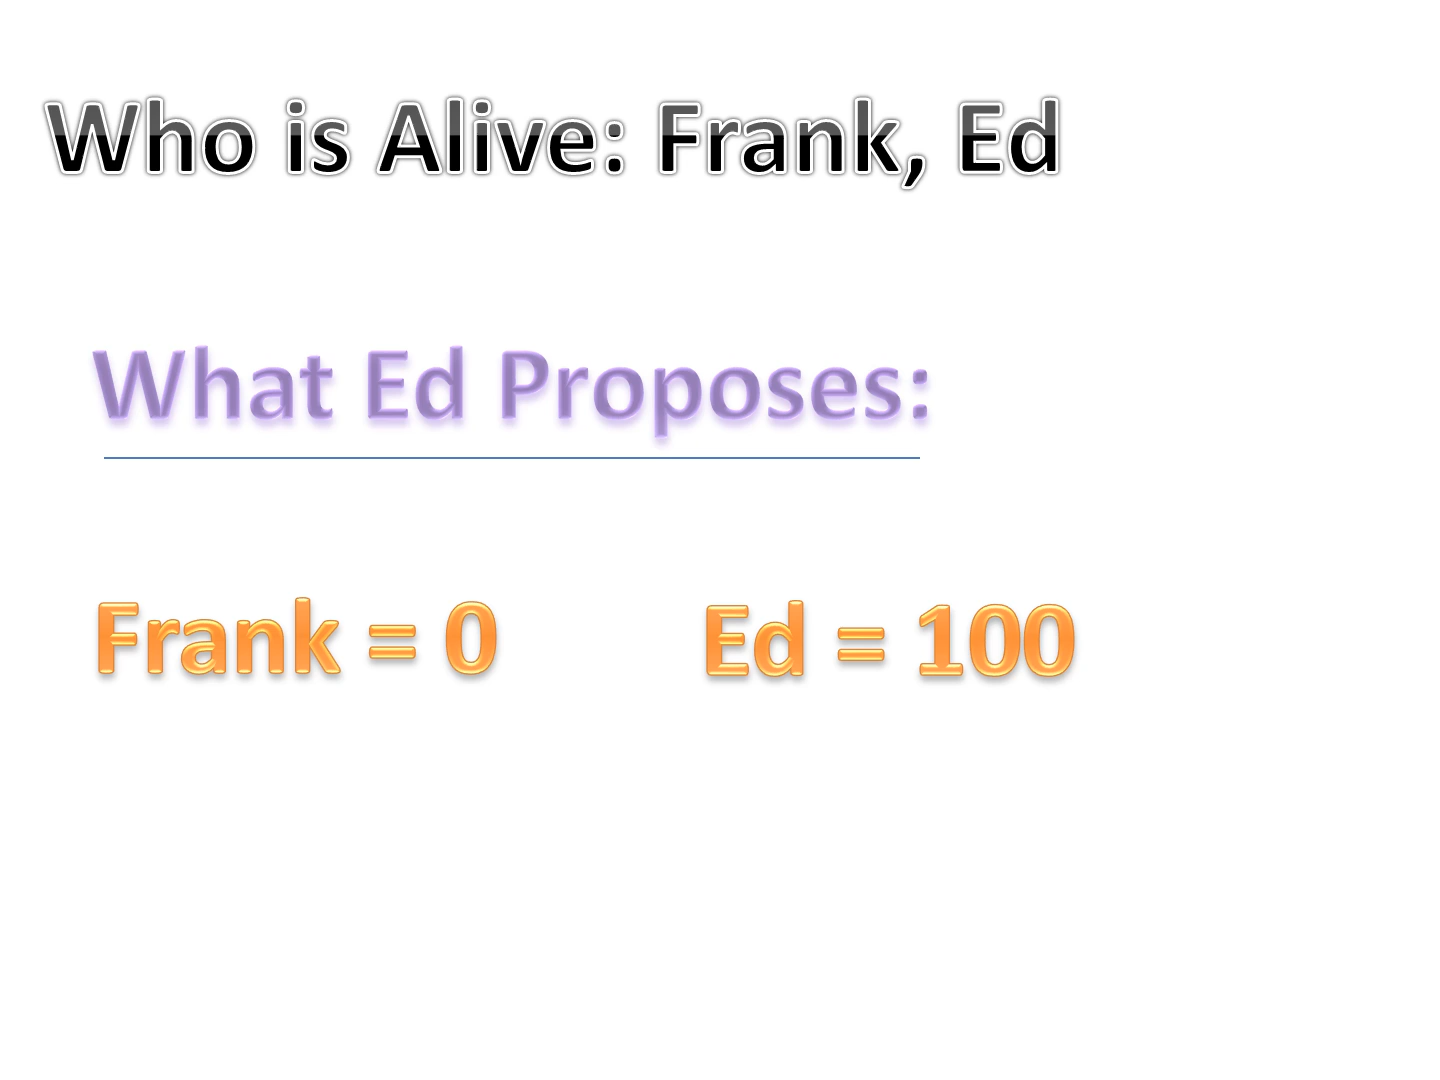 Who is Alive: Frank, Ed
What Ed Proposes:
Frank = 0 Ed = 100